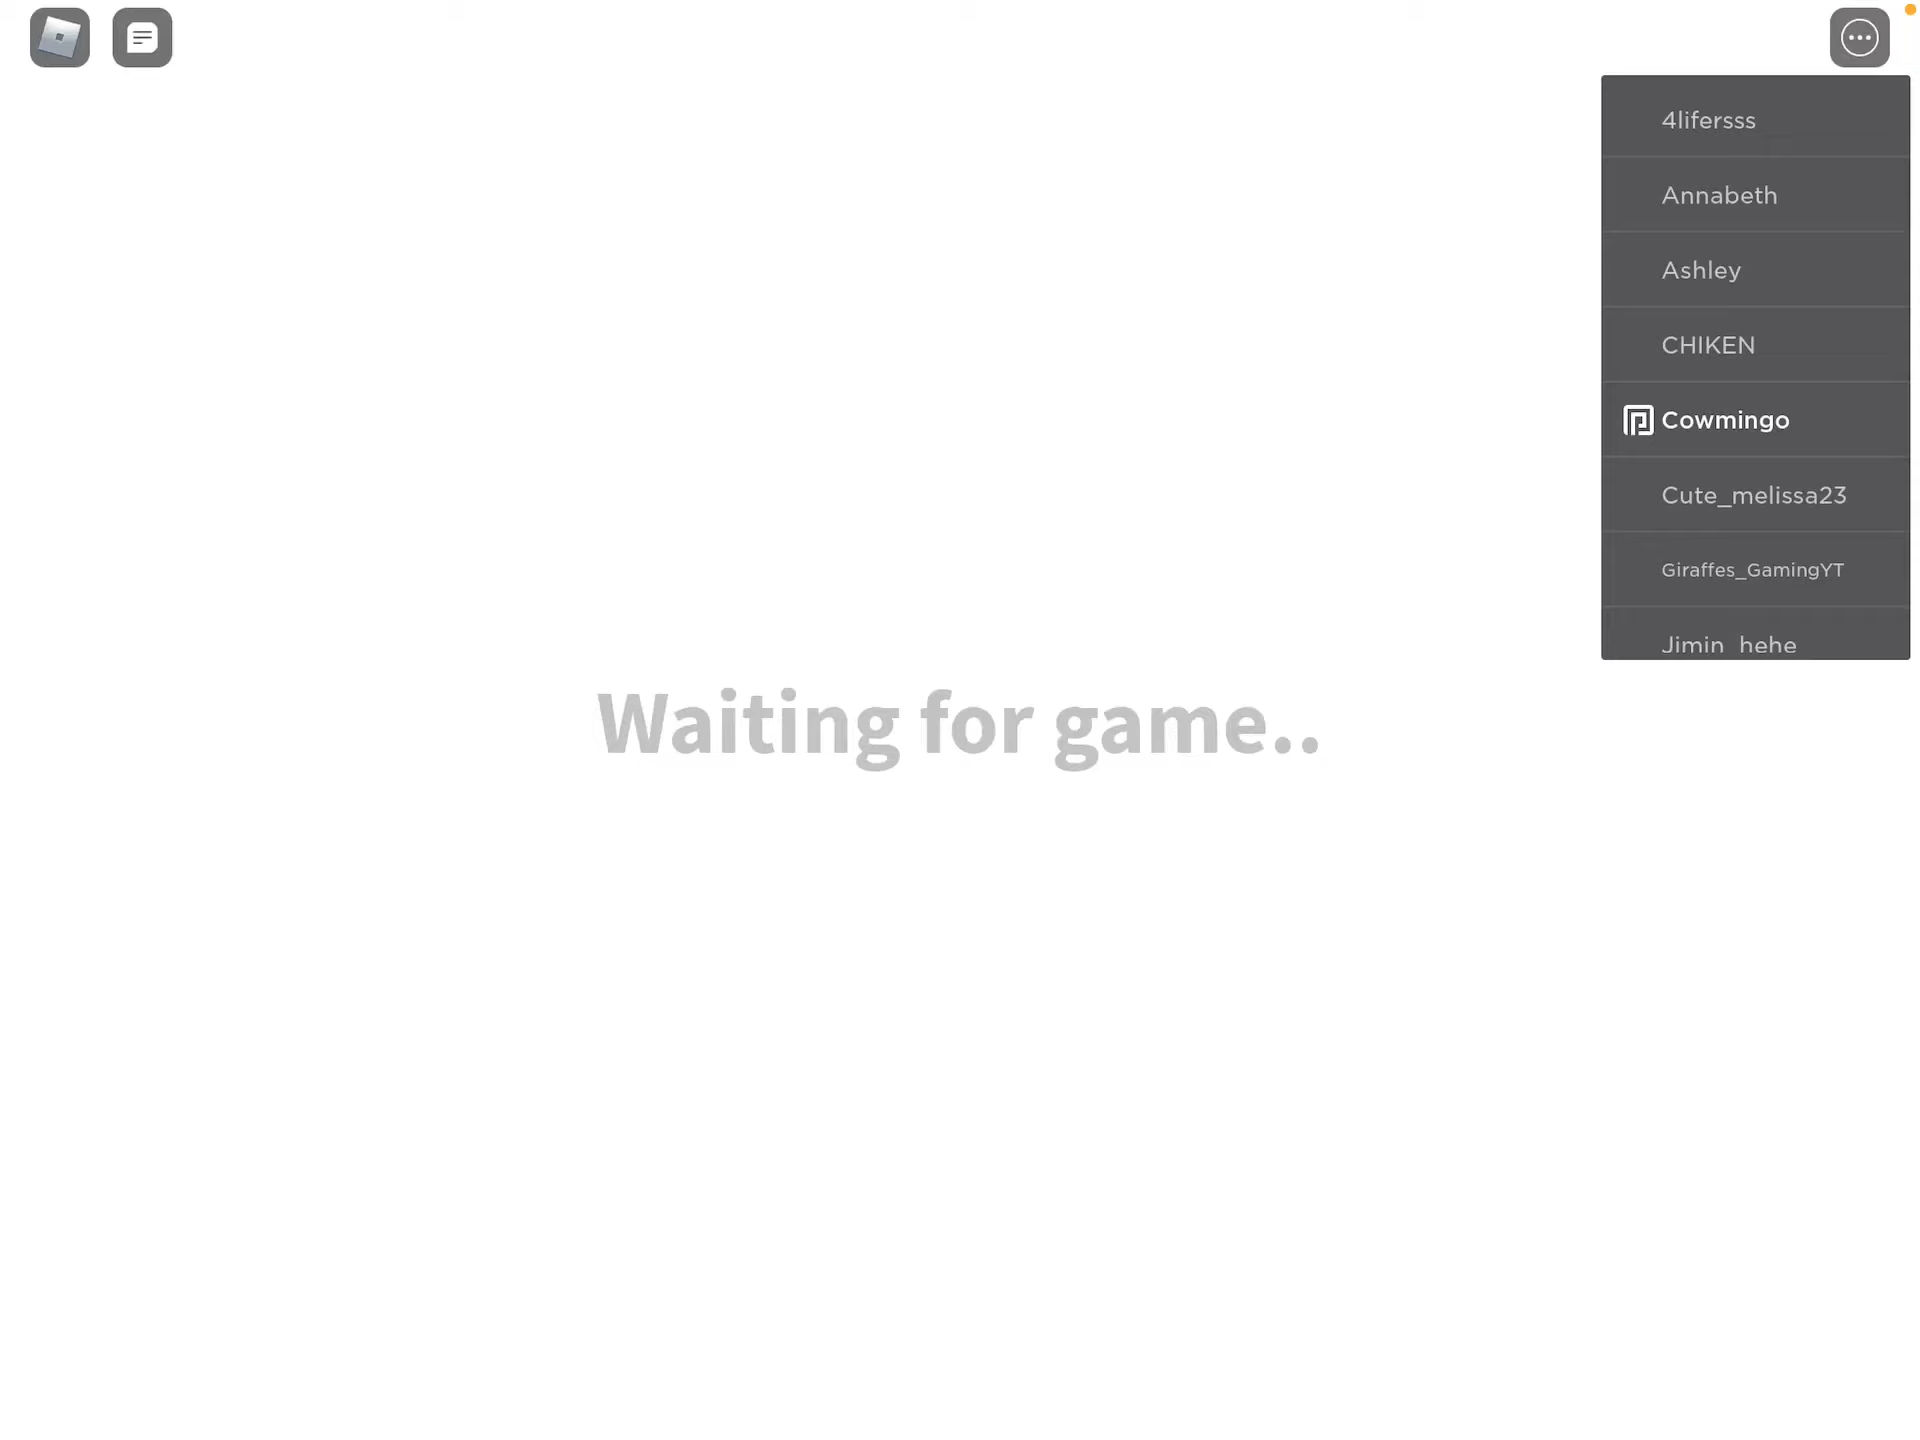 4lifersss
Annabeth
Ashley
CHIKEN
Cowmingo
Cute_melissa23
Giraffes_GamingYT
Jimin_hehe
Waiting for game..